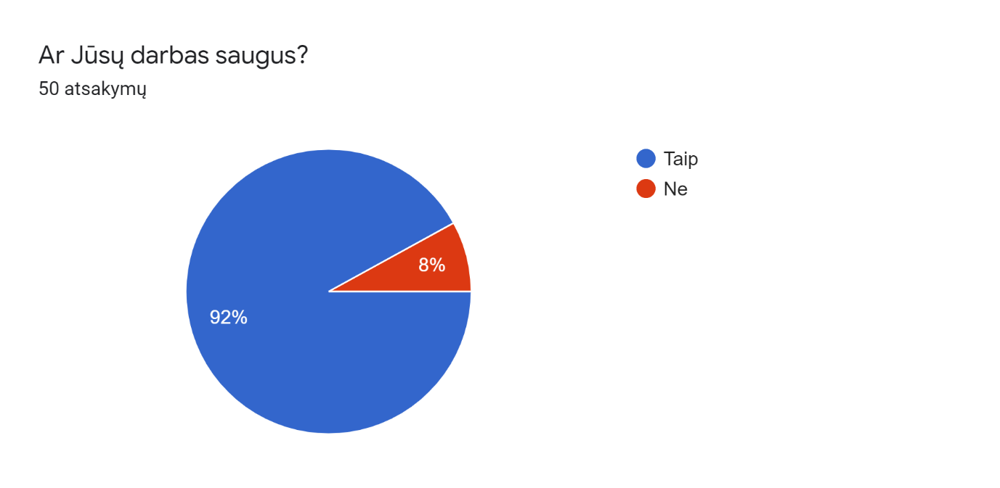 Ar Jūsų darbas saugus?
50 atsakymų
Taip
Ne
8%
92%